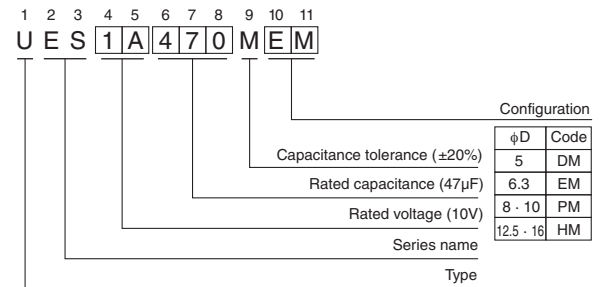 1 2 3 4 5 6 7 8 9 10 11
U E S 1 A 4 7 0 M E M
Configuration
φD Code
5 DM
6.3 EM
8 · 10 PM
12.5 · 16 HM
Capacitance tolerance (±20%)
Rated capacitance (47µF)
Rated voltage (10V)
Series name
Type